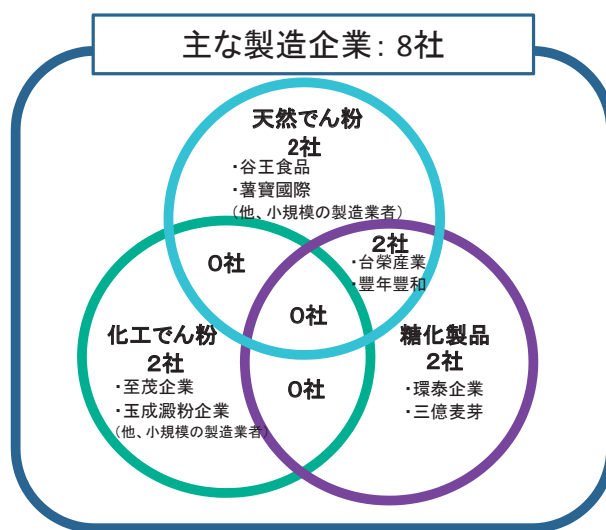 主な製造企業：8社
天然でん粉
2社
・谷王食品
・薯寶國際
（他、小規模の製造業者）
0社
2社
・台榮産業
・豐年豐和
0社
化工でん粉
2社
・至茂企業
・玉成澱粉企業
（他、小規模の製造業者）
0社
糖化製品
2社
・環泰企業
・三億麦芽